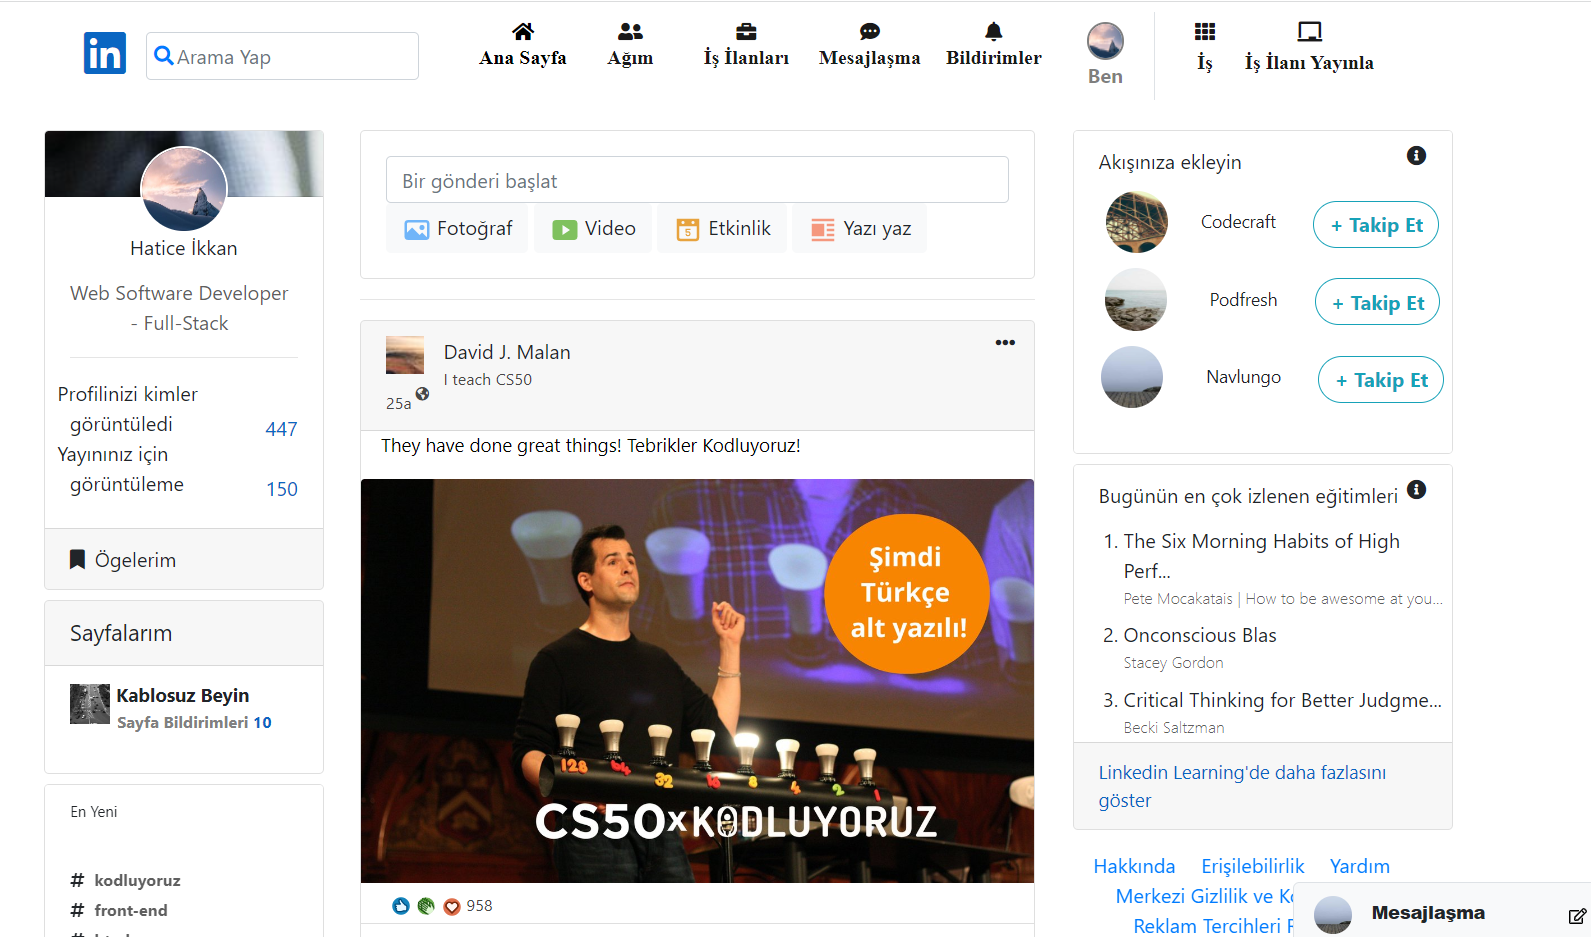 in
Arama Yap
Ana Sayfa
Ağım
İş İlanları
Mesajlaşma
Bildirimler
Ben
İş
İş İlanı Yayınla
Hatice İkkan
Web Software Developer
- Full-Stack
Profilinizi kimler
görüntüledi
447
Yayınınız için
görüntüleme
150
Ögelerim
Sayfalarım
Kablosuz Beyin
Sayfa Bildirimleri 10
En Yeni
# kodluyoruz
# front-end
Bir gönderi başlat
Fotoğraf
Video
5
Etkinlik
Yazı yaz
David J. Malan
I teach CS50
25a
They have done great things! Tebrikler Kodluyoruz!
Şimdi
Türkçe
alt yazılı!
128
64
32
16
8
4
2
1
CS50xKODLUYORUZ
958
Akışınıza ekleyin
Codecraft
+ Takip Et
Podfresh
+ Takip Et
Navlungo
+ Takip Et
Bugünün en çok izlenen eğitimleri
1. The Six Morning Habits of High
Perf...
Pete Mocakatais | How to be awesome at you...
2. Onconscious Blas
Stacey Gordon
3. Critical Thinking for Better Judgme...
Becki Saltzman
Linkedin Learning'de daha fazlasını
göster
Hakkında Erişilebilirlik Yardım
Merkezi Gizlilik ve
Reklam Tercihleri
Mesajlaşma